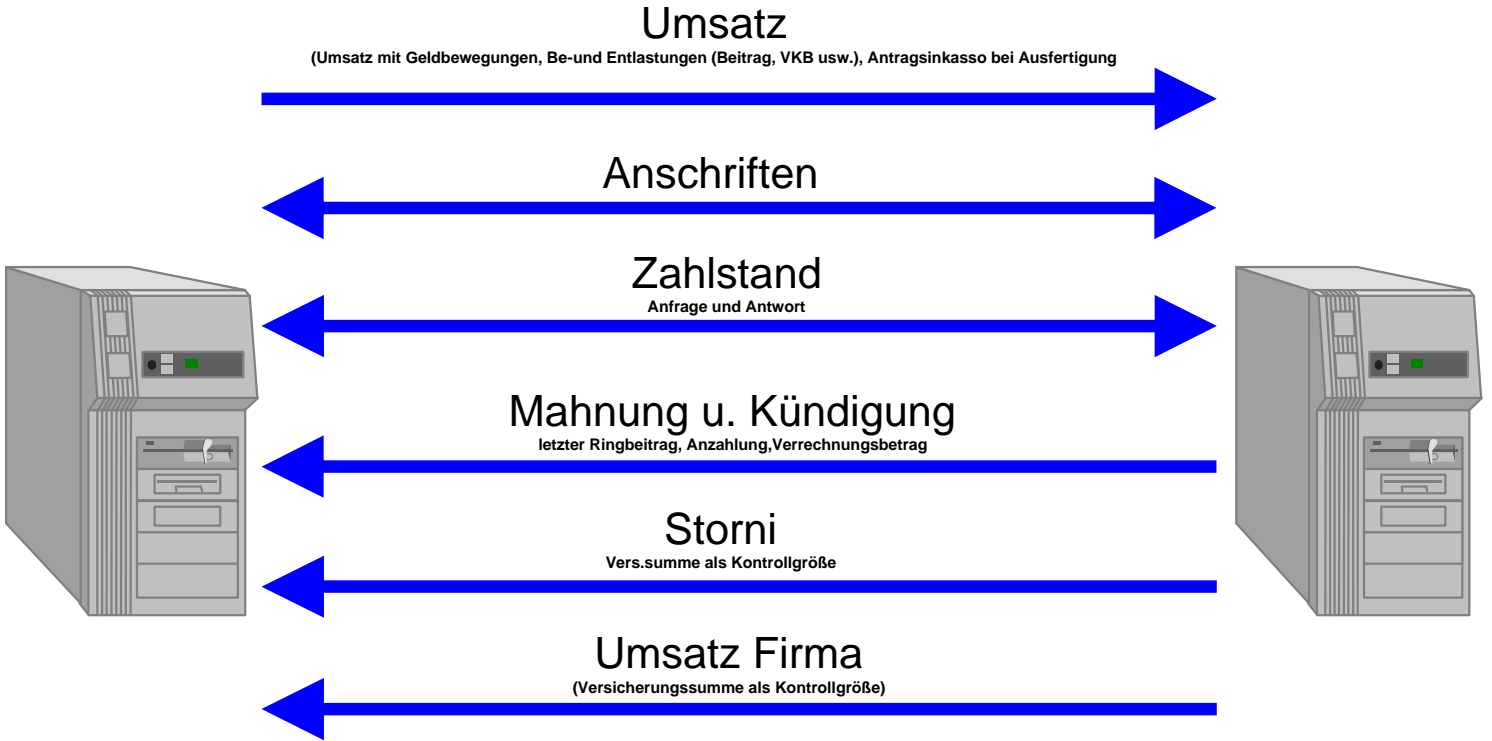 Umsatz
(Umsatz mit Geldbewegungen, Be-und Entlastungen (Beitrag, VKB usw.), Antragsinkasso bei Ausfertigung
Anschriften
Zahlstand
Anfrage und Antwort
Mahnung u. Kündigung
letzter Ringbeitrag, Anzahlung,Verrechnungsbetrag
Storni
Vers.summe als Kontrollgröße
Umsatz Firma
(Versicherungssumme als Kontrollgröße)